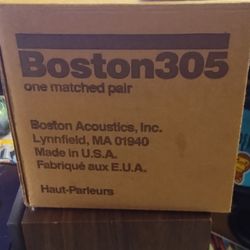 Boston305
one matched pair
Boston Acoustics, Inc.
Lynnfield, MA 01940
Made in U.S.A.
Fabriqué aux E.U.A.
Haut-Parleurs